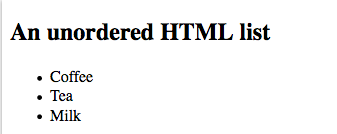 An unordered HTML list
• Coffee
• Tea
• Milk